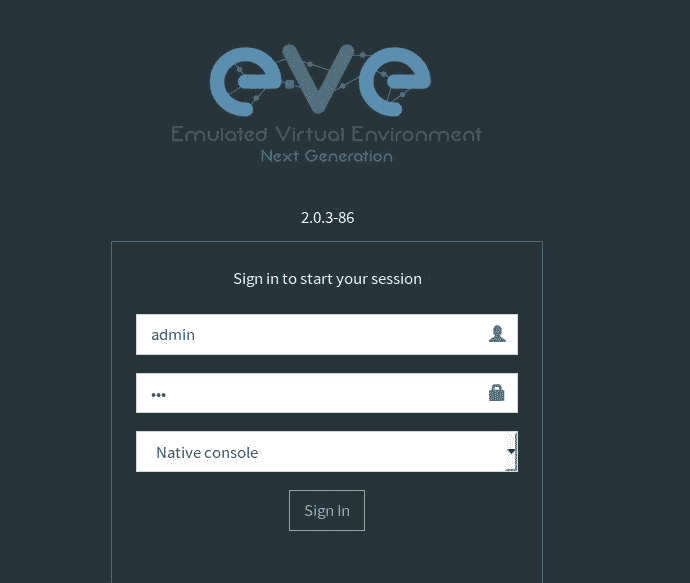 eve
Emulated Virtual Environment
Next Generation
2.0.3-86
Sign in to start your session
admin
•••
Native console
Sign In